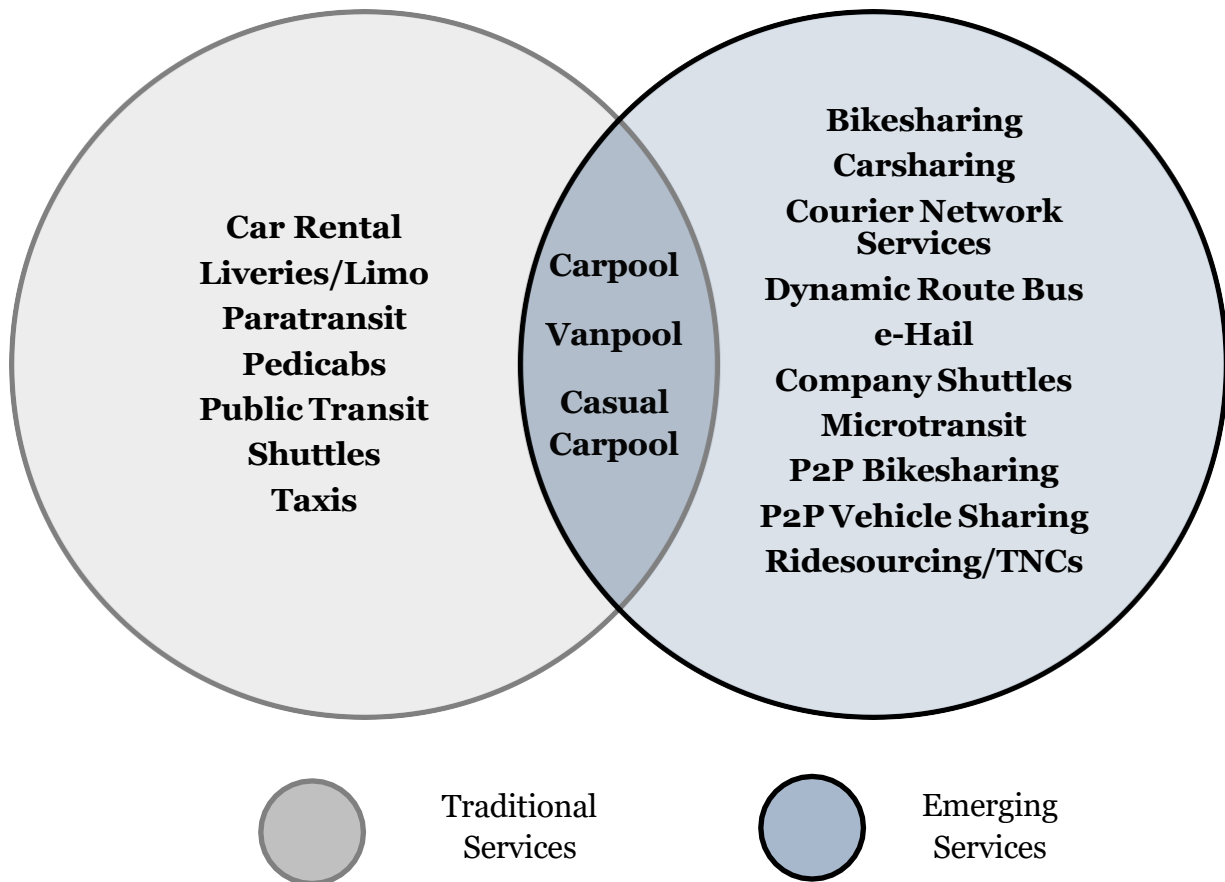 Car Rental
Liveries/Limo
Paratransit
Pedicabs
Public Transit
Shuttles
Taxis
Carpool
Vanpool
Casual
Carpool
Bikesharing
Carsharing
Courier Network
Services
Dynamic Route Bus
e-Hail
Company Shuttles
Microtransit
P2P Bikesharing
P2P Vehicle Sharing
Ridesourcing/TNCs
Traditional
Services
Emerging
Services